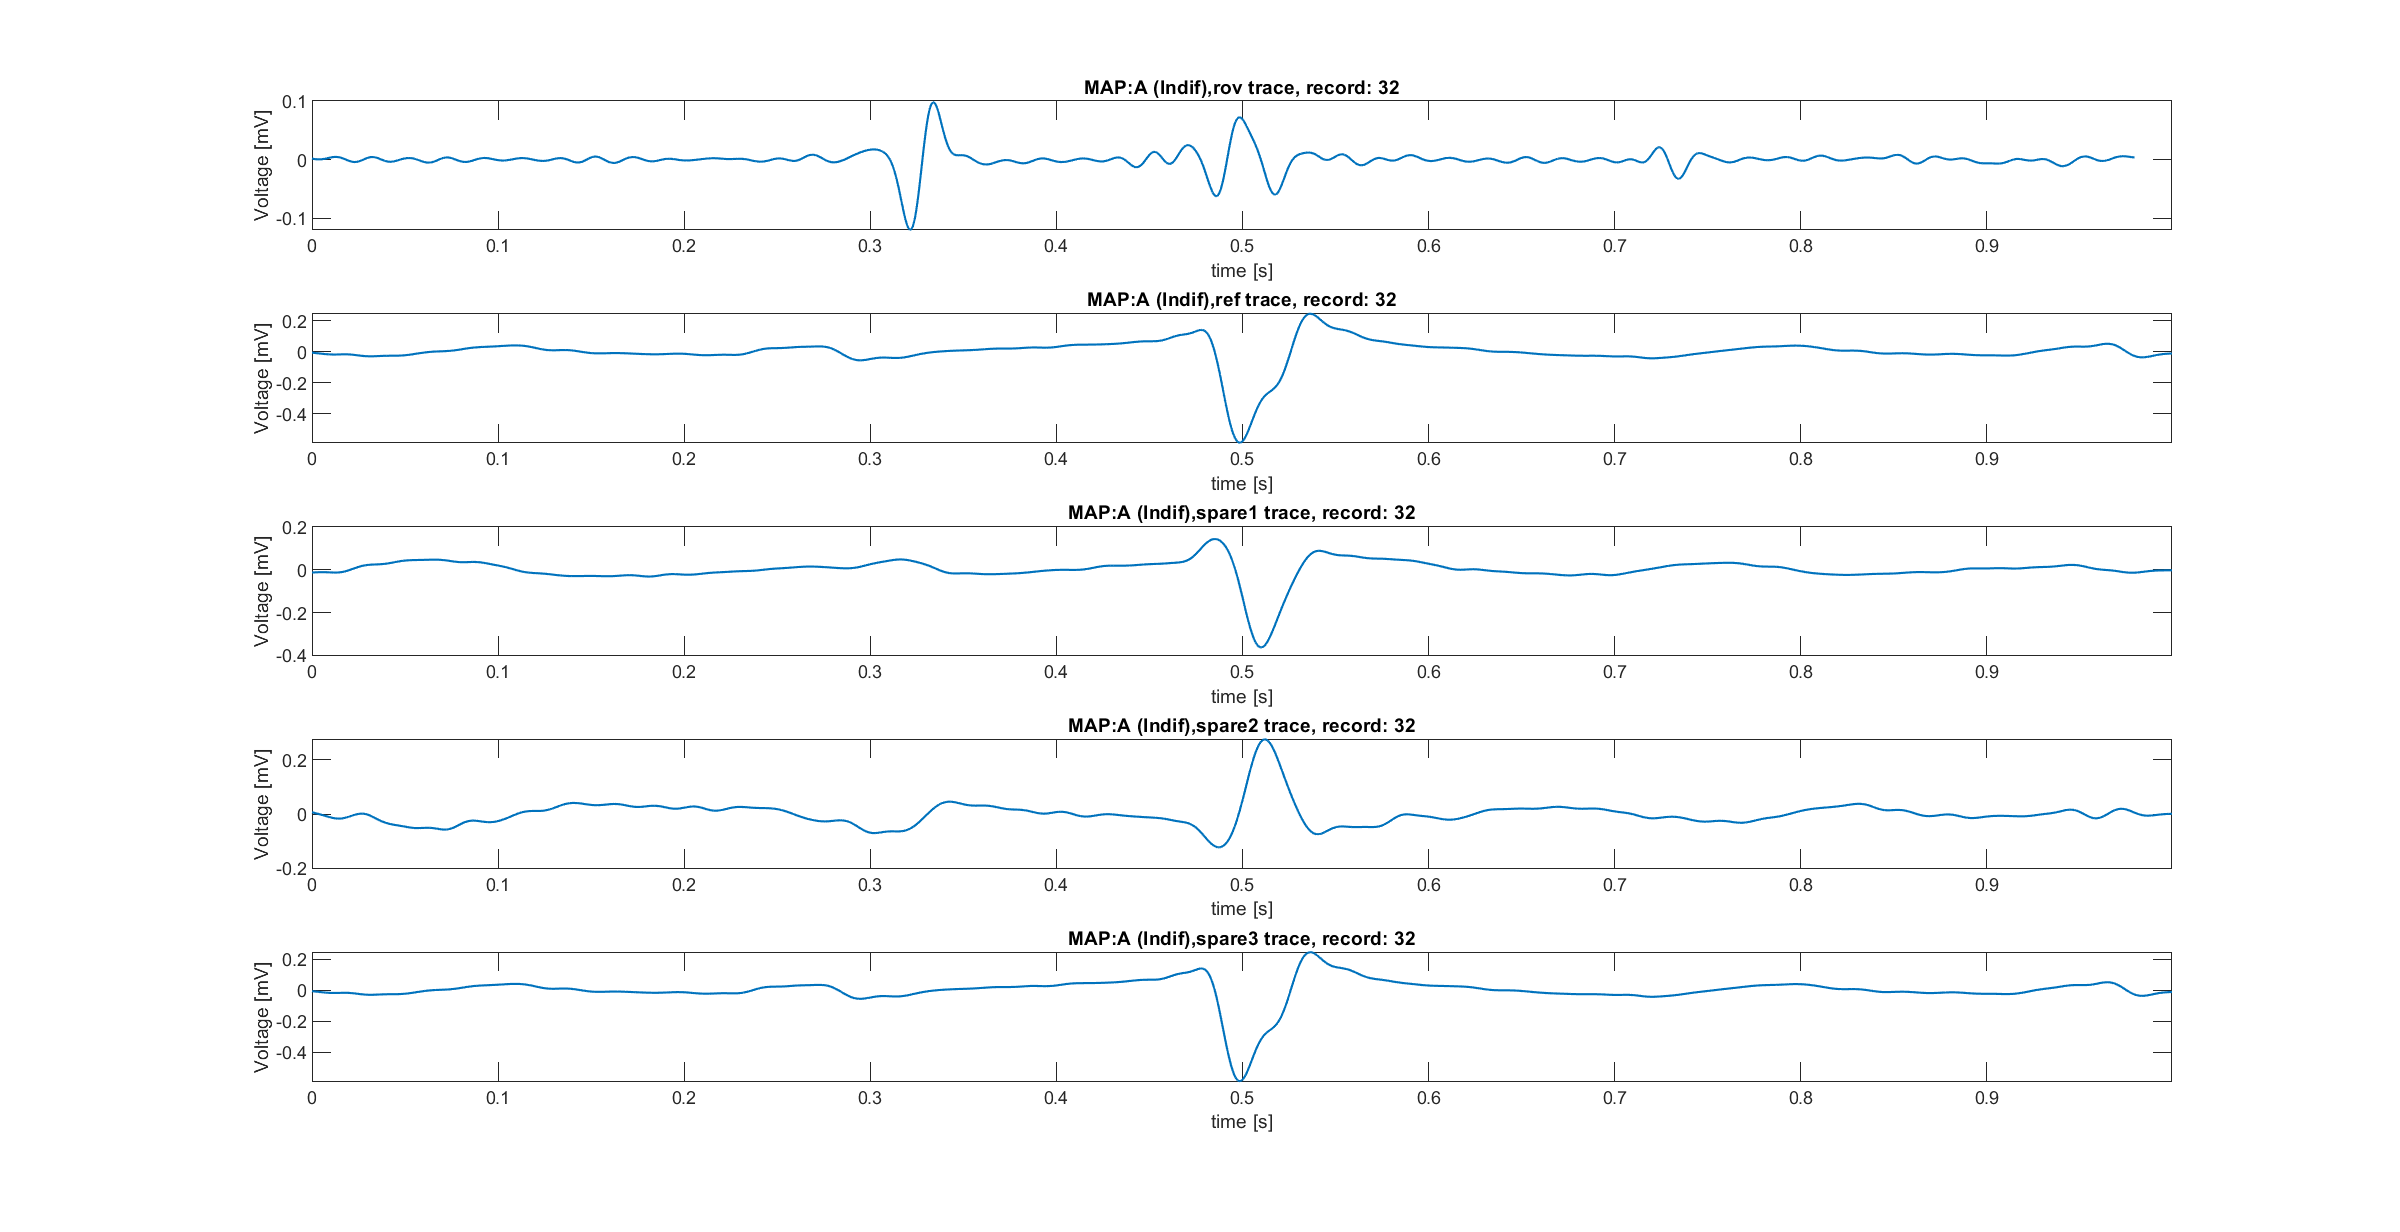 MAP:A (Indif),rov trace, record: 32
Voltage [mV]
0.1
0
-0.1
0 0.1 0.2 0.3 0.4 0.5 0.6 0.7 0.8 0.9
time [s]
MAP:A (Indif),ref trace, record: 32
Voltage [mV]
0.2
0
-0.2
-0.4
0 0.1 0.2 0.3 0.4 0.5 0.6 0.7 0.8 0.9
time [s]
MAP:A (Indif),spare1 trace, record: 32
Voltage [mV]
0.2
0
-0.2
-0.4
0 0.1 0.2 0.3 0.4 0.5 0.6 0.7 0.8 0.9
time [s]
MAP:A (Indif),spare2 trace, record: 32
Voltage [mV]
0.2
0
-0.2
0 0.1 0.2 0.3 0.4 0.5 0.6 0.7 0.8 0.9
time [s]
MAP:A (Indif),spare3 trace, record: 32
Voltage [mV]
0.2
0
-0.2
-0.4
0 0.1 0.2 0.3 0.4 0.5 0.6 0.7 0.8 0.9
time [s]